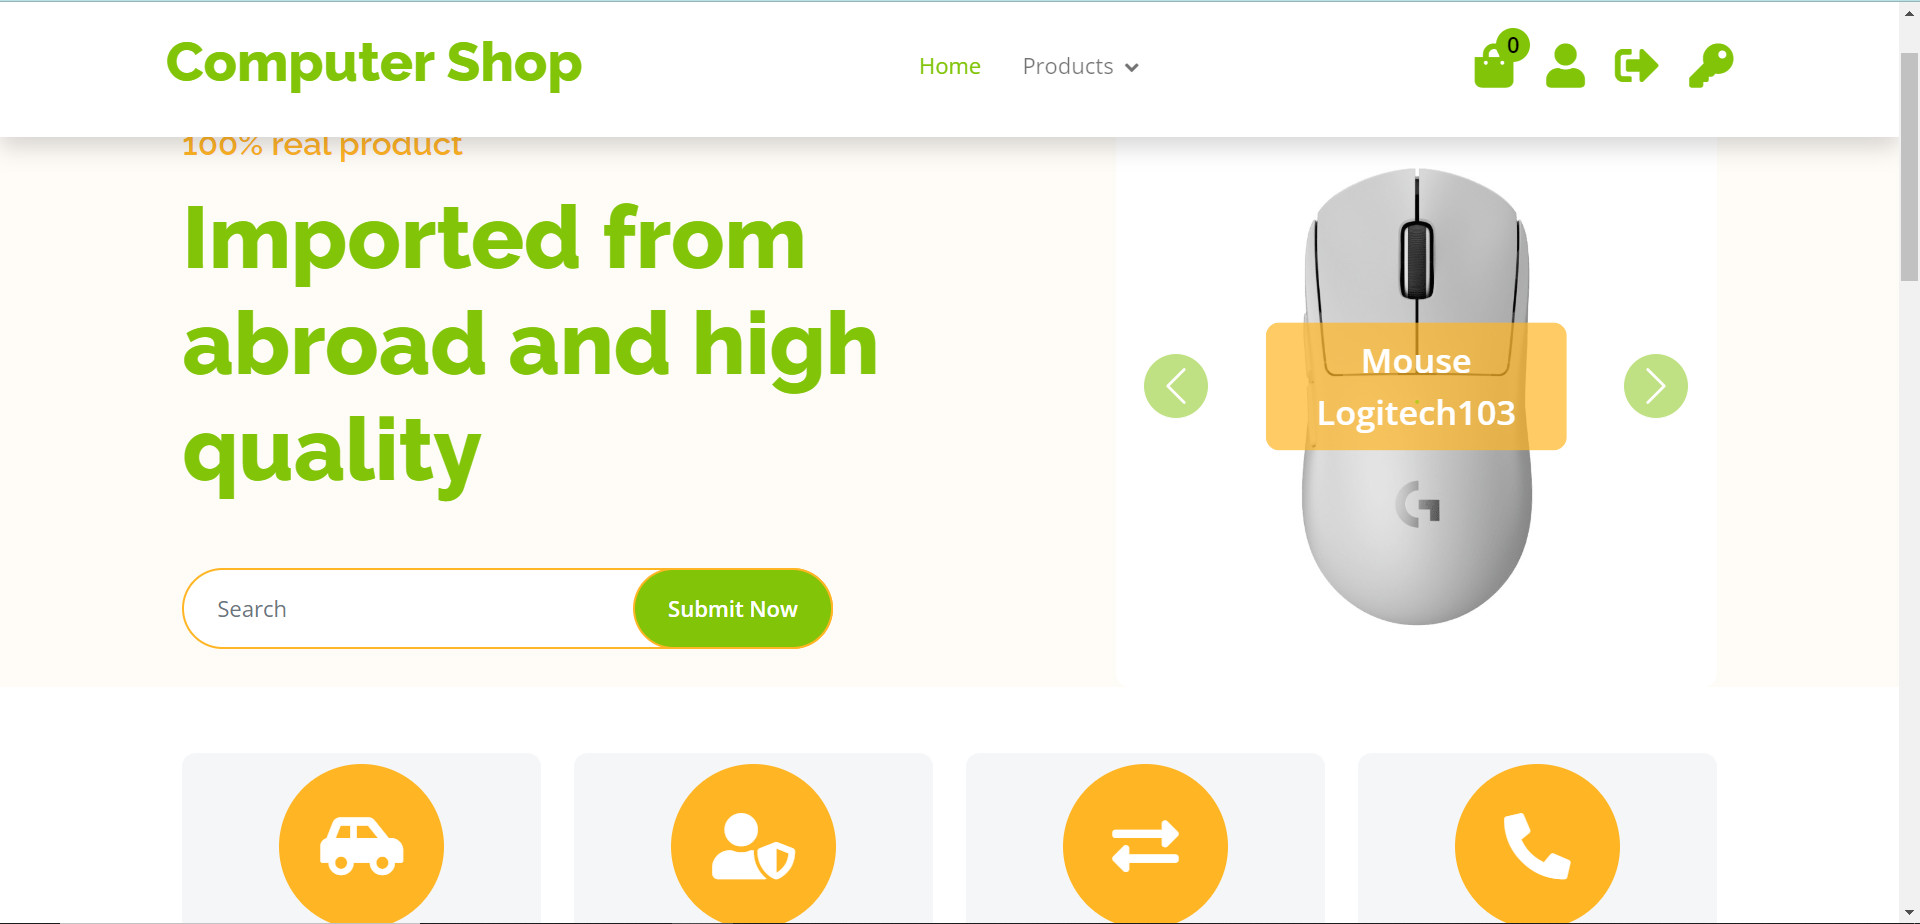 Computer Shop
Home
Products
0
100% real product
Imported from
abroad and high
quality
Search
Submit Now
Mouse
Logitech103